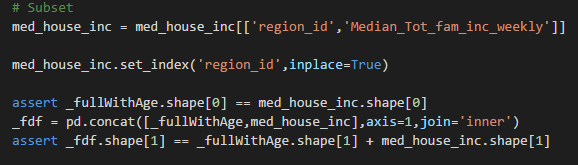 # Subset
med_house_inc = med_house_inc[['region_id','Median_Tot_fam_inc_weekly']]
med_house_inc.set_index('region_id',inplace=True)
assert _fullWithAge.shape[0] == med_house_inc.shape[0]
_fdf = pd.concat([_fullWithAge,med_house_inc],axis=1,join='inner')
assert _fdf.shape[1] == _fullWithAge.shape[1] + med_house_inc.shape[1]